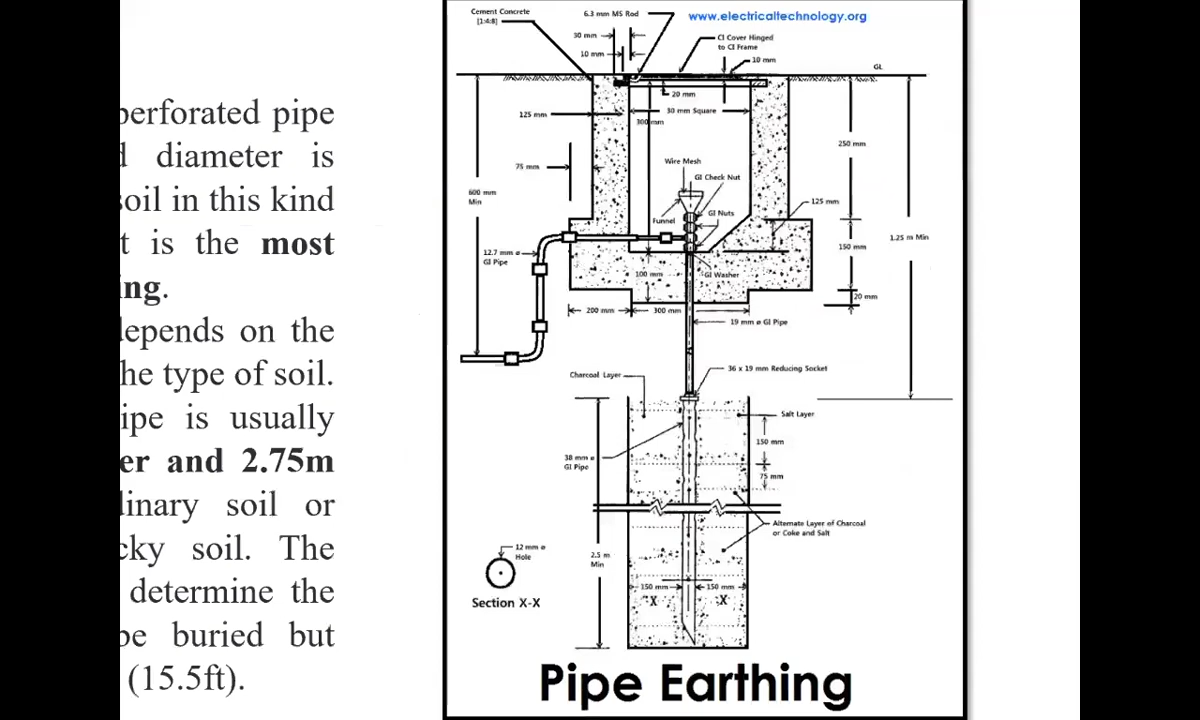 perforated pipe
diameter is
soil in this kind
t is the most
ing.
depends on the
he type of soil.
ipe is usually
er and 2.75m
dinary soil or
cky soil. The
determine the
be buried but
(15.5ft).
Cement Concrete
[1:4:8]
6.3 mm MS Rod
www.electricaltechnology.org
30 mm
CI Cover Hinged
to CI Frame
10 mm
10 mm
GL
20 mm
30 mm Square
125 mm
300 mm
250 mm
Wire Mesh
75 mm
GI Check Nut
600 mm
Min
125 mm
GI Nuts
Funnel
1.25 m Min
150 mm
12.7 mm ø
GI Pipe
100 mm
GI Washer
20 mm
200 mm
300 mm
19 mm ø GI Pipe
36 x 19 mm Reducing Socket
Charcoal Layer
Salt Layer
150 mm
38 mm ø
GI Pipe
75 mm
Alternate Layer of Charcoal
or Coke and Salt
12 mm ø
Hole
2.5 m
Min
150 mm
150 mm
X
X
Section X-X
Pipe Earthing